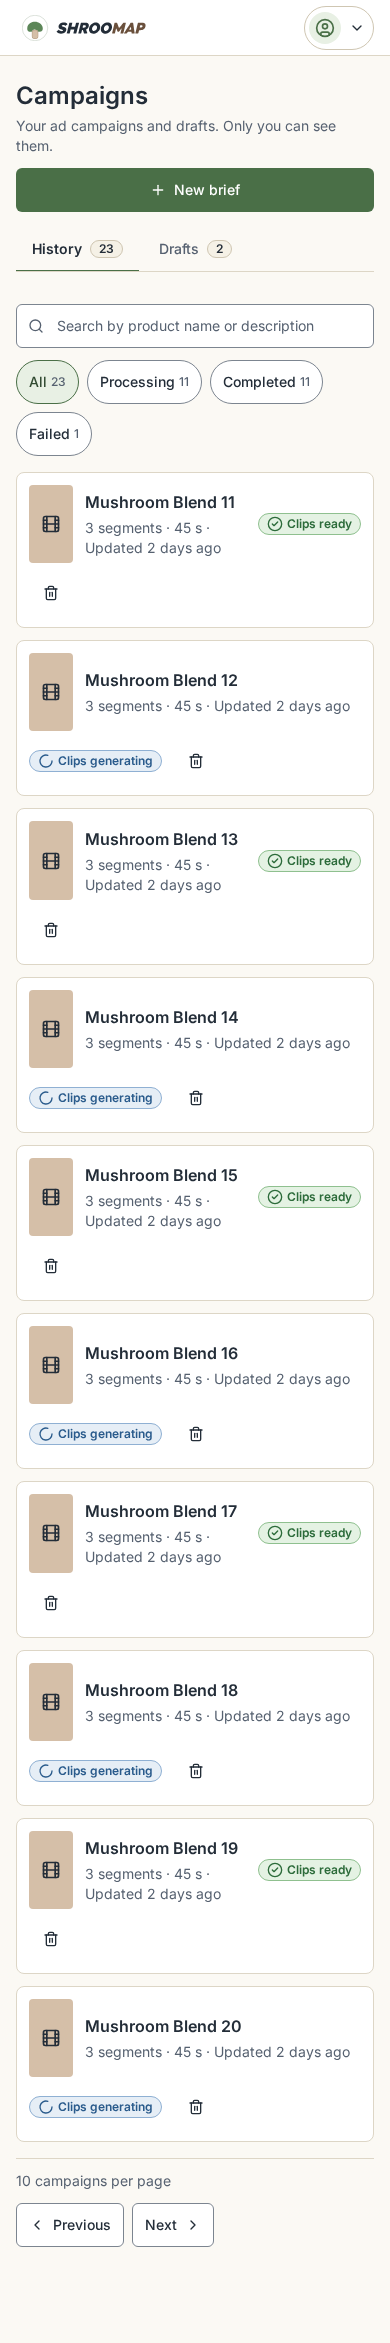 SHROOMAP
Campaigns
Your ad campaigns and drafts. Only you can see
them.
New brief
History 23 Drafts 2
Search by product name or description
All 23 Processing 11 Completed 11
Failed 1
Mushroom Blend 11
3 segments · 45 s ·
Updated 2 days ago
Clips ready
Mushroom Blend 12
3 segments · 45 s · Updated 2 days ago
Clips generating
Mushroom Blend 13
3 segments · 45 s ·
Updated 2 days ago
Clips ready
Mushroom Blend 14
3 segments · 45 s · Updated 2 days ago
Clips generating
Mushroom Blend 15
3 segments · 45 s ·
Updated 2 days ago
Clips ready
Mushroom Blend 16
3 segments · 45 s · Updated 2 days ago
Clips generating
Mushroom Blend 17
3 segments · 45 s ·
Updated 2 days ago
Clips ready
Mushroom Blend 18
3 segments · 45 s · Updated 2 days ago
Clips generating
Mushroom Blend 19
3 segments · 45 s ·
Updated 2 days ago
Clips ready
Mushroom Blend 20
3 segments · 45 s · Updated 2 days ago
Clips generating
10 campaigns per page
Previous Next